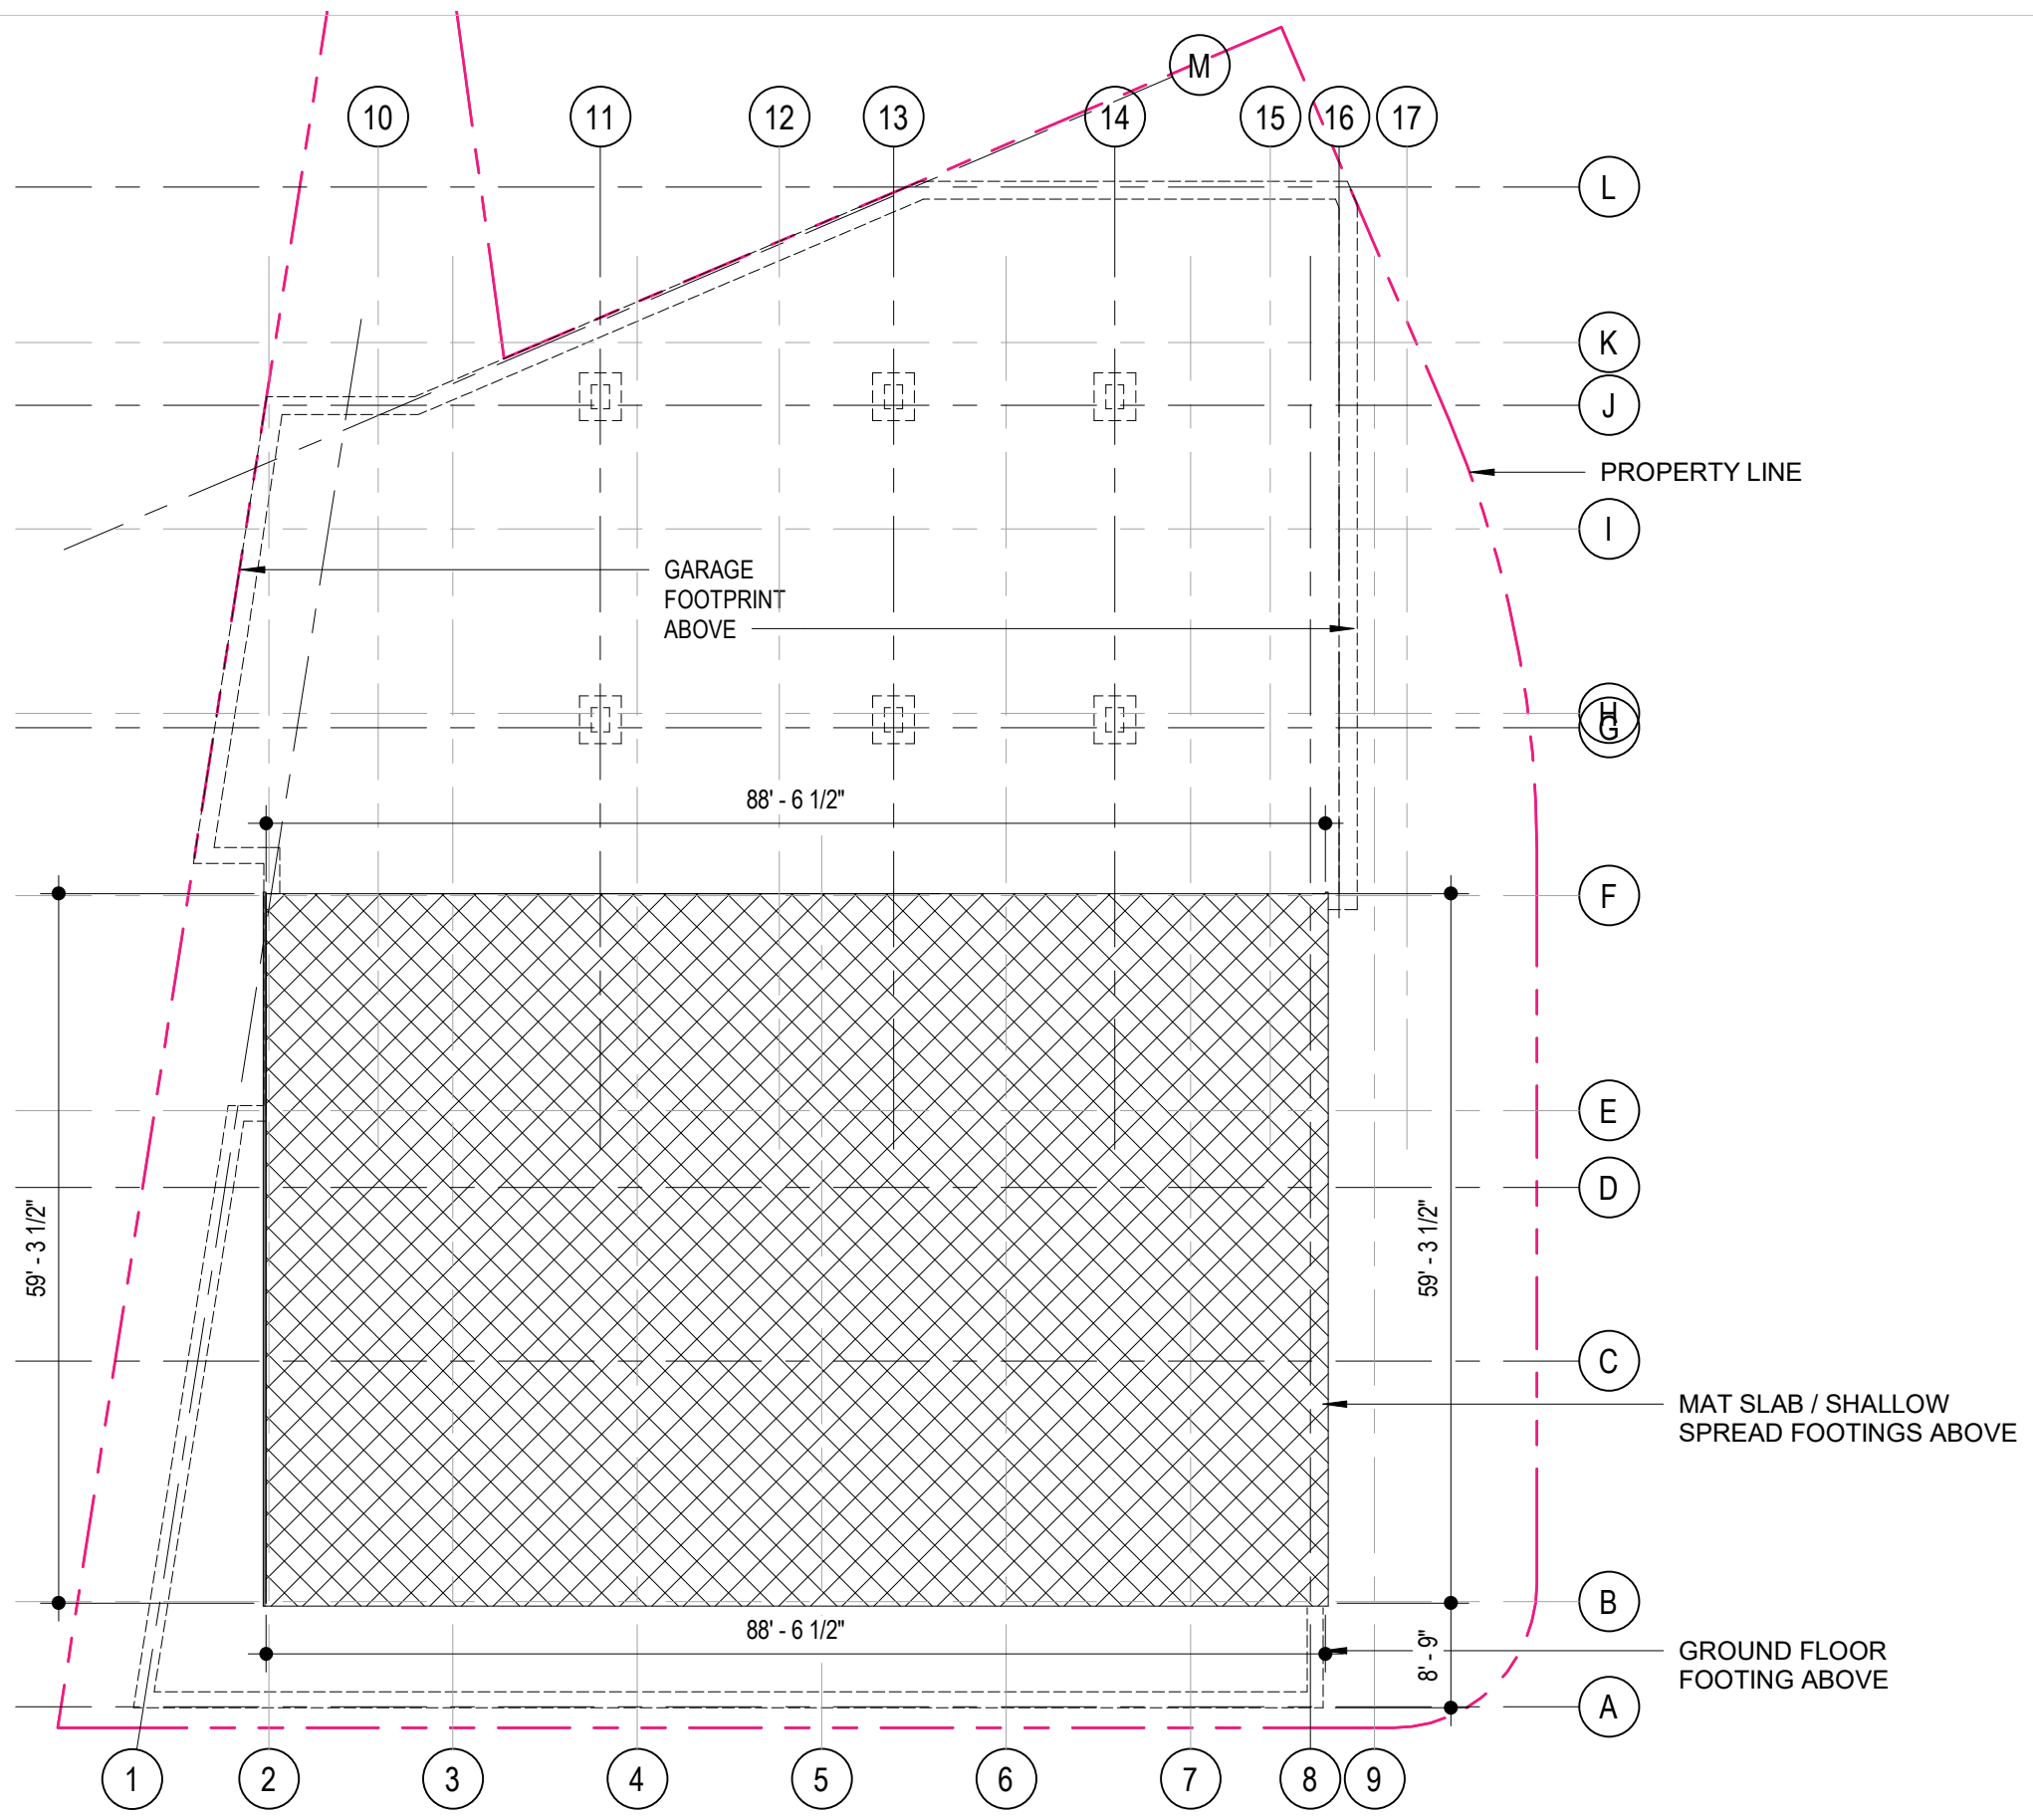 M
10
11
12
13
14
15
16
17
L
K
J
PROPERTY LINE
I
GARAGE
FOOTPRINT
ABOVE
H
G
88' - 6 1/2"
F
E
D
59' - 3 1/2"
59' - 3 1/2"
C
MAT SLAB / SHALLOW
SPREAD FOOTINGS ABOVE
B
88' - 6 1/2"
8' - 9"
GROUND FLOOR
FOOTING ABOVE
A
1
2
3
4
5
6
7
8
9